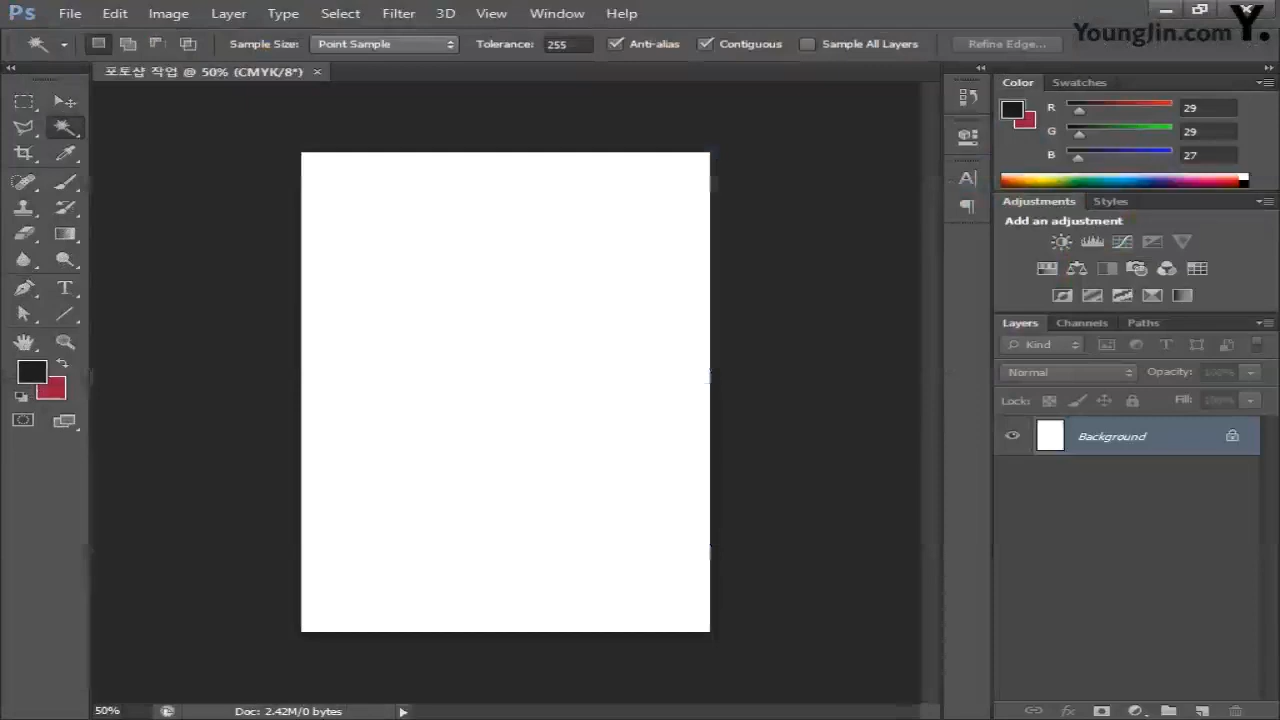 Ps File Edit Image Layer Type Select Filter 3D View Window Help
YoungJin.com Y.
Sample Size: Point Sample Tolerance: 255 Anti-alias Contiguous Sample All Layers Refine Edge...
포토샵 작업 @ 50% (CMYK/8*) ×
Color Swatches
R 29
G 29
B 27
Adjustments Styles
Add an adjustment
Layers Channels Paths
Kind
Normal Opacity: 100%
Lock: Fill: 100%
Background
50% Doc: 2.42M/0 bytes